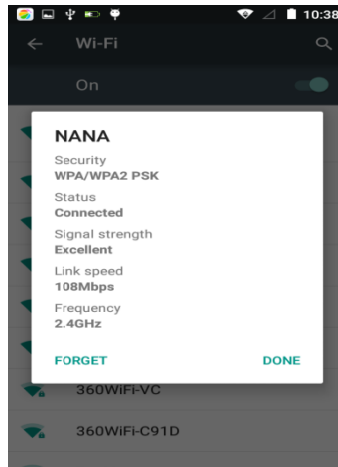 10:38
Wi-Fi
On
NANA
Security
WPA/WPA2 PSK
Status
Connected
Signal strength
Excellent
Link speed
108Mbps
Frequency
2.4GHz
FORGET DONE
360WiFi-VC
360WiFi-C91D